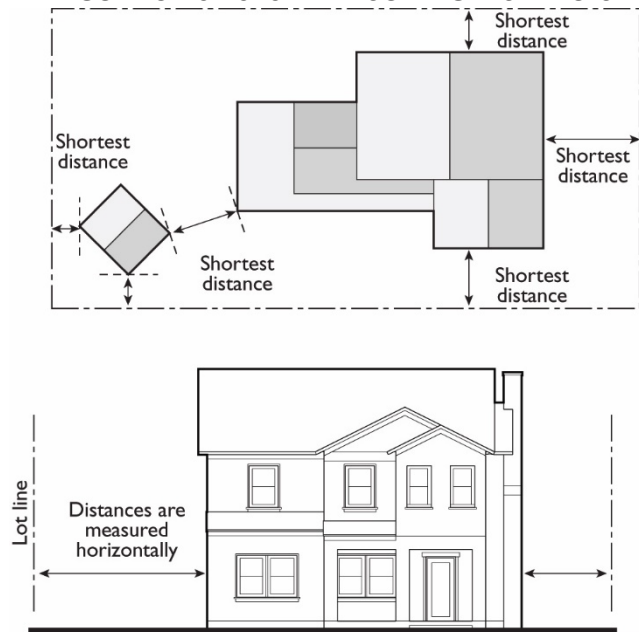 Shortest
distance
Shortest
distance
Shortest
distance
Shortest
distance
Shortest
distance
Lot line
Distances are
measured
horizontally